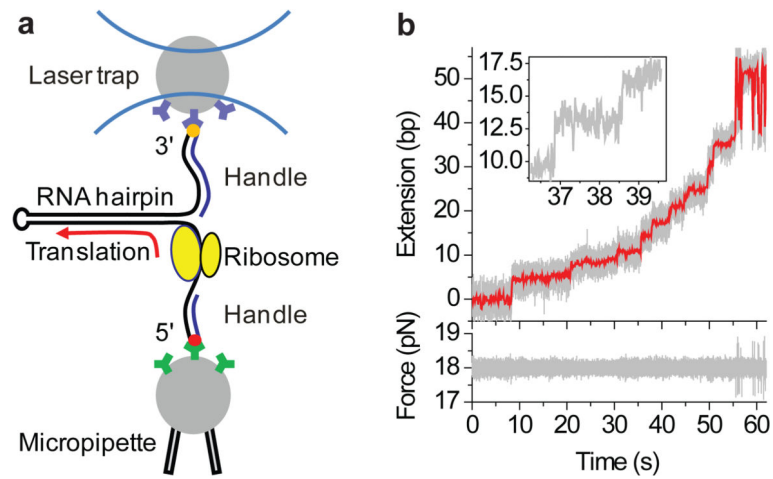 a
Laser trap
3'
Handle
RNA hairpin
Translation
Ribosome
Handle
5'
Micropipette
b
Extension (bp)
50
40
30
20
10
0
17.5
15.0
12.5
10.0
37 38 39
Force (pN)
19
18
17
0 10 20 30 40 50 60
Time (s)